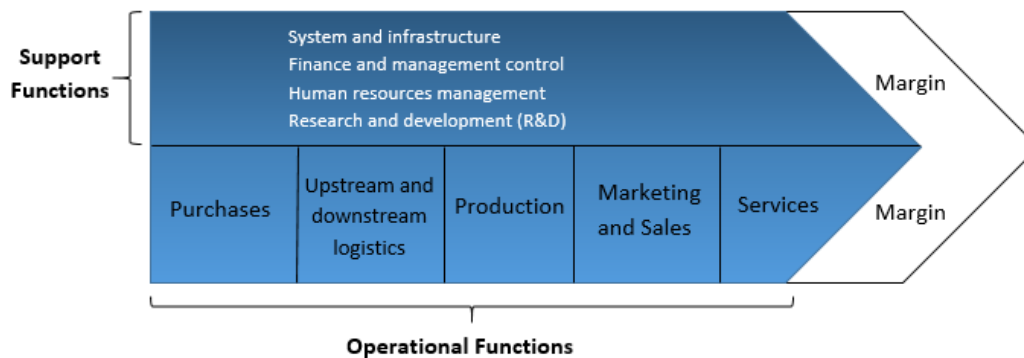 Support
Functions
System and infrastructure
Finance and management control
Human resources management
Research and development (R&D)
Margin
Purchases
Upstream and
downstream
logistics
Production
Marketing
and Sales
Services
Margin
Operational Functions